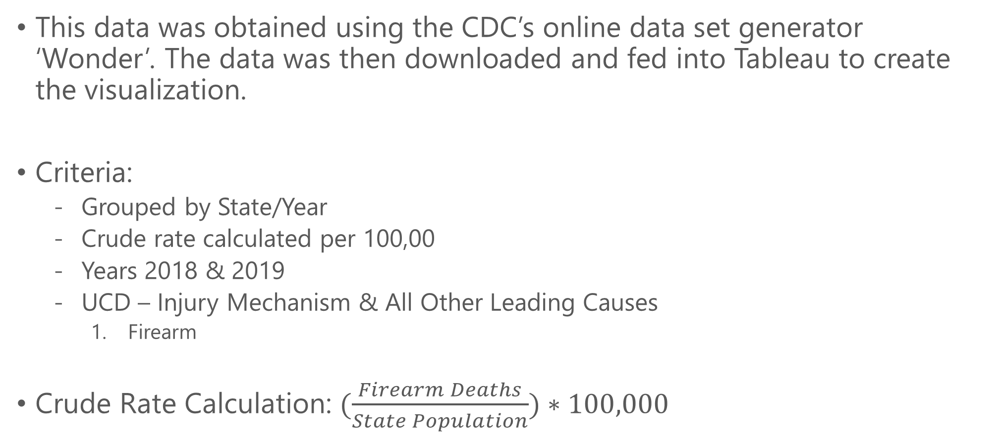 • This data was obtained using the CDC’s online data set generator
‘Wonder’. The data was then downloaded and fed into Tableau to create
the visualization.
• Criteria:
- Grouped by State/Year
- Crude rate calculated per 100,00
- Years 2018 & 2019
- UCD – Injury Mechanism & All Other Leading Causes
1. Firearm
• Crude Rate Calculation: (Firearm Deaths / State Population) * 100,000